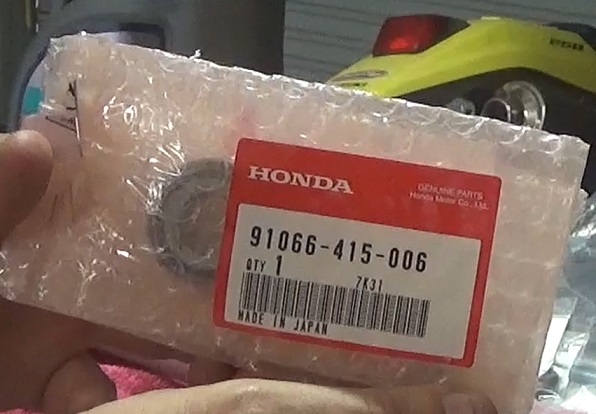 HONDA
GENUINE PARTS
Honda Motor Co., Ltd.
91066-415-006
QTY 1
7K31
MADE IN JAPAN